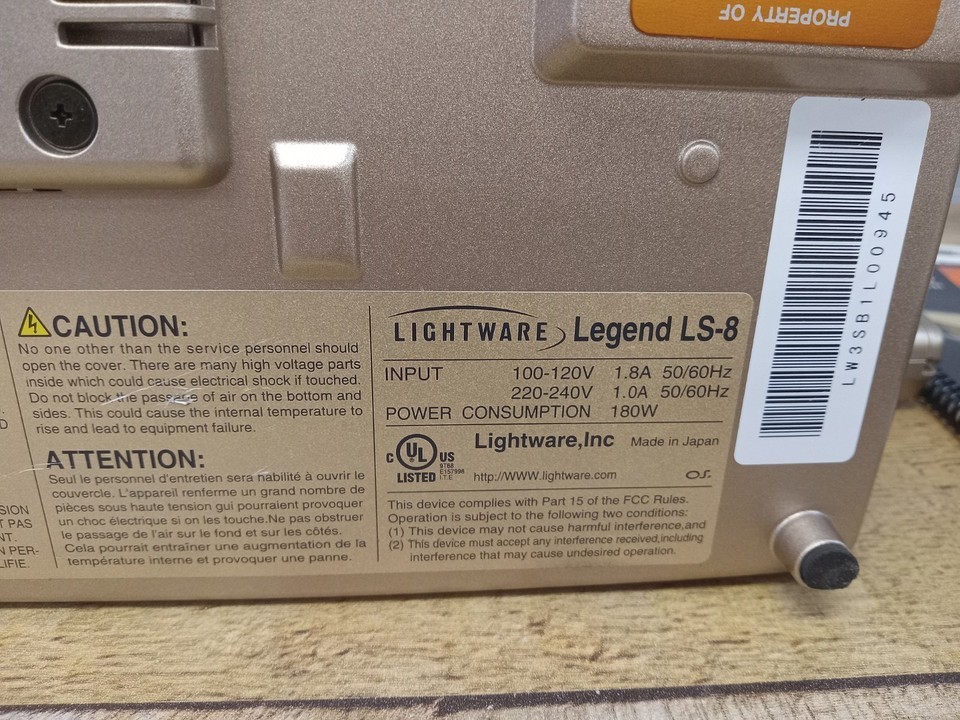 PROPERTY OF
LW3SB1L00945
CAUTION:
No one other than the service personnel should
open the cover. There are many high voltage parts
inside which could cause electrical shock if touched.
Do not block the passage of air on the bottom and
sides. This could cause the internal temperature to
rise and lead to equipment failure.
ATTENTION:
Seul le personnel d'entretien sera habilité à ouvrir le
couvercle. L'appareil renferme un grand nombre de
pièces sous haute tension qui pourraient provoquer
un choc électrique si on les touche.Ne pas obstruer
le passage de l'air sur le fond et sur les côtés.
Cela pourrait entraîner une augmentation de la
température interne et provoquer une panne.
LIGHTWARE Legend LS-8
INPUT 100-120V 1.8A 50/60Hz
220-240V 1.0A 50/60Hz
POWER CONSUMPTION 180W
Lightware,Inc Made in Japan
C UL US
LISTED
9T68
E157998
I.T.E
http://WWW.lightware.com
This device complies with Part 15 of the FCC Rules.
Operation is subject to the following two conditions:
(1) This device may not cause harmful interference,and
(2) This device must accept any interference received,including
interference that may cause undesired operation.
D
SION
T PAS
NT.
N PER-
LIFIE.